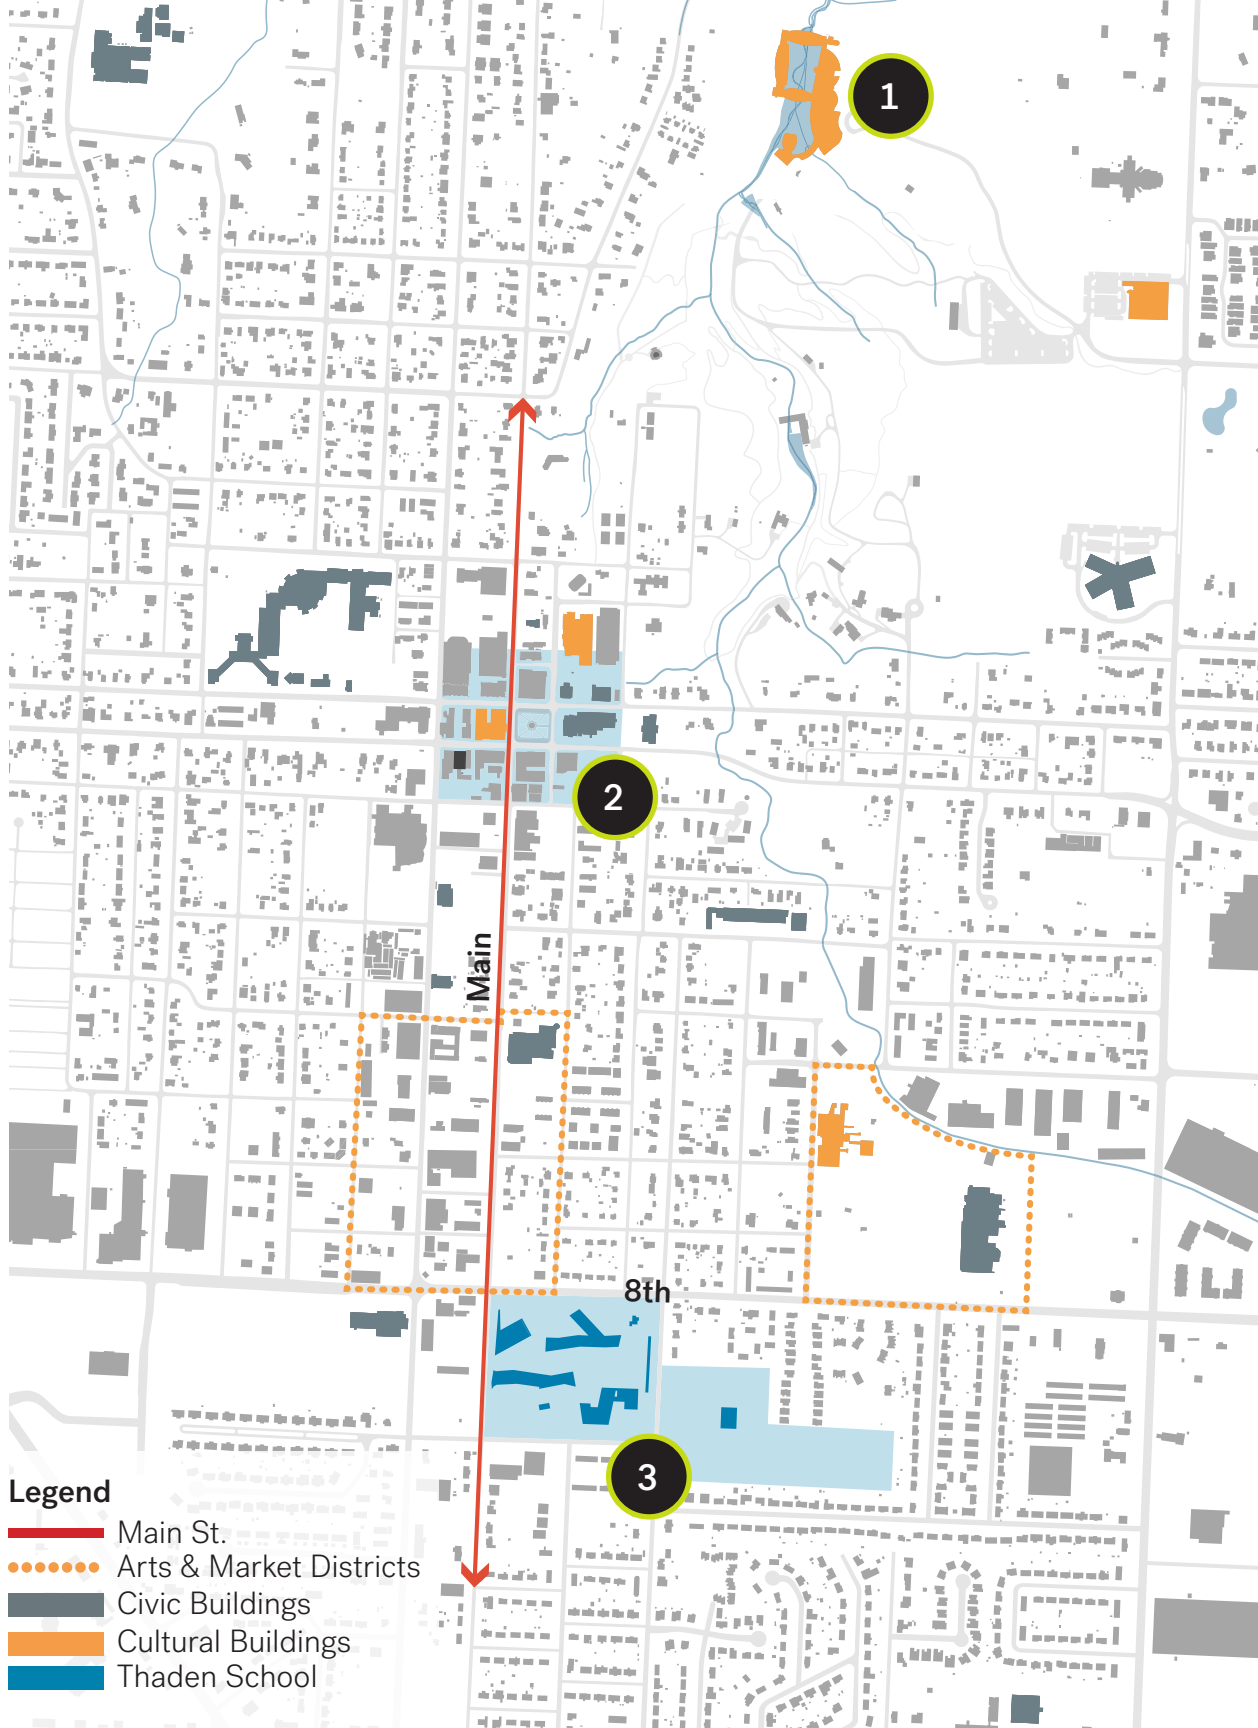 1
2
Main
8th
3
Legend
Main St.
Arts & Market Districts
Civic Buildings
Cultural Buildings
Thaden School